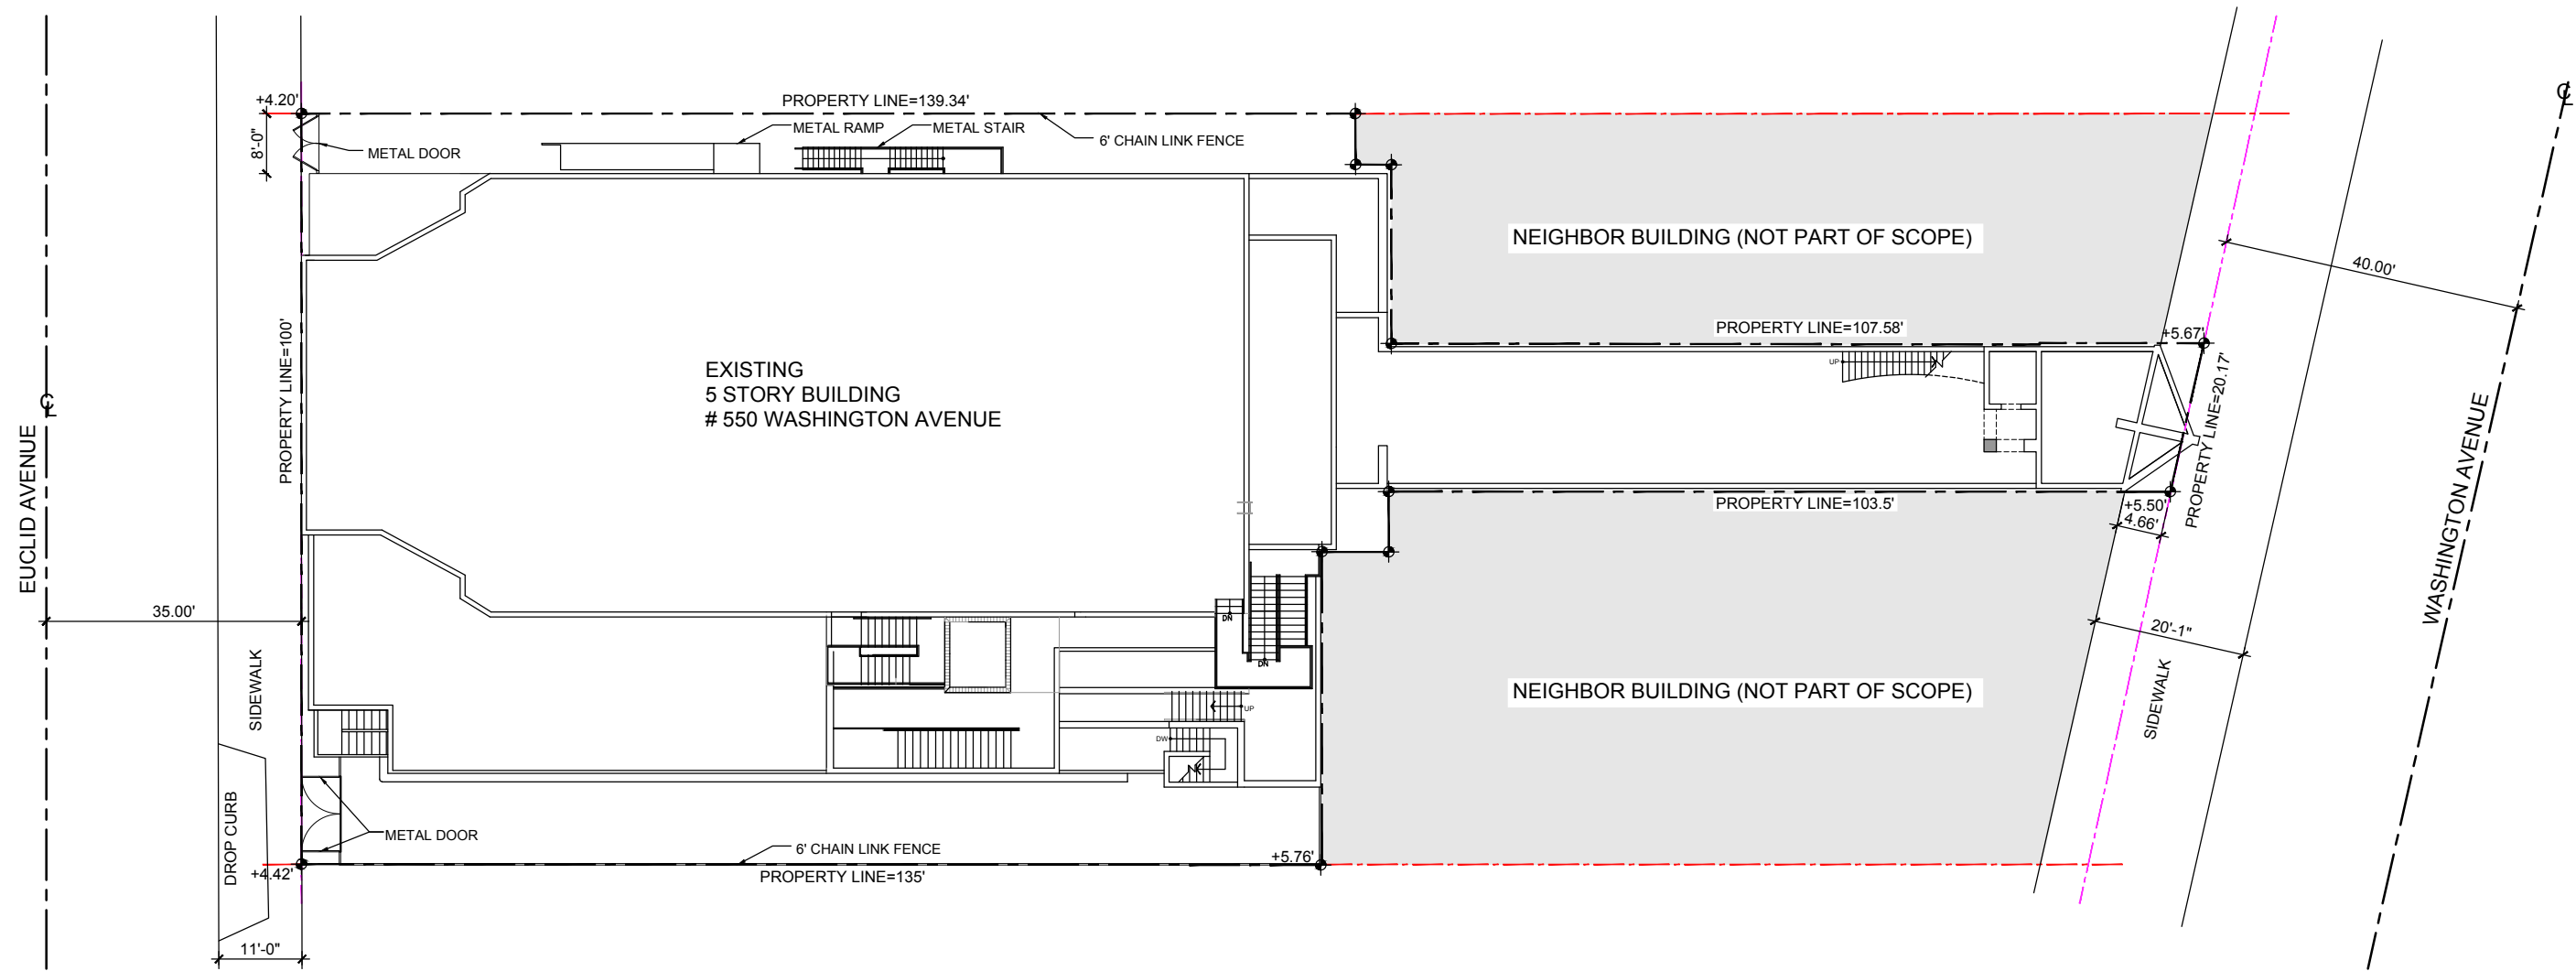 +4.20'
PROPERTY LINE=139.34'
METAL RAMP
METAL STAIR
6' CHAIN LINK FENCE
8'-0"
METAL DOOR
℄
NEIGHBOR BUILDING (NOT PART OF SCOPE)
40.00'
PROPERTY LINE=107.58'
+5.67'
PROPERTY LINE=100'
EXISTING
5 STORY BUILDING
# 550 WASHINGTON AVENUE
UP
PROPERTY LINE=20.17'
℄
EUCLID AVENUE
PROPERTY LINE=103.5'
+5.50'
4.66'
WASHINGTON AVENUE
35.00'
DN
DN
20'-1"
SIDEWALK
NEIGHBOR BUILDING (NOT PART OF SCOPE)
SIDEWALK
UP
DW
DROP CURB
METAL DOOR
6' CHAIN LINK FENCE
+5.76'
+4.42'
PROPERTY LINE=135'
11'-0"